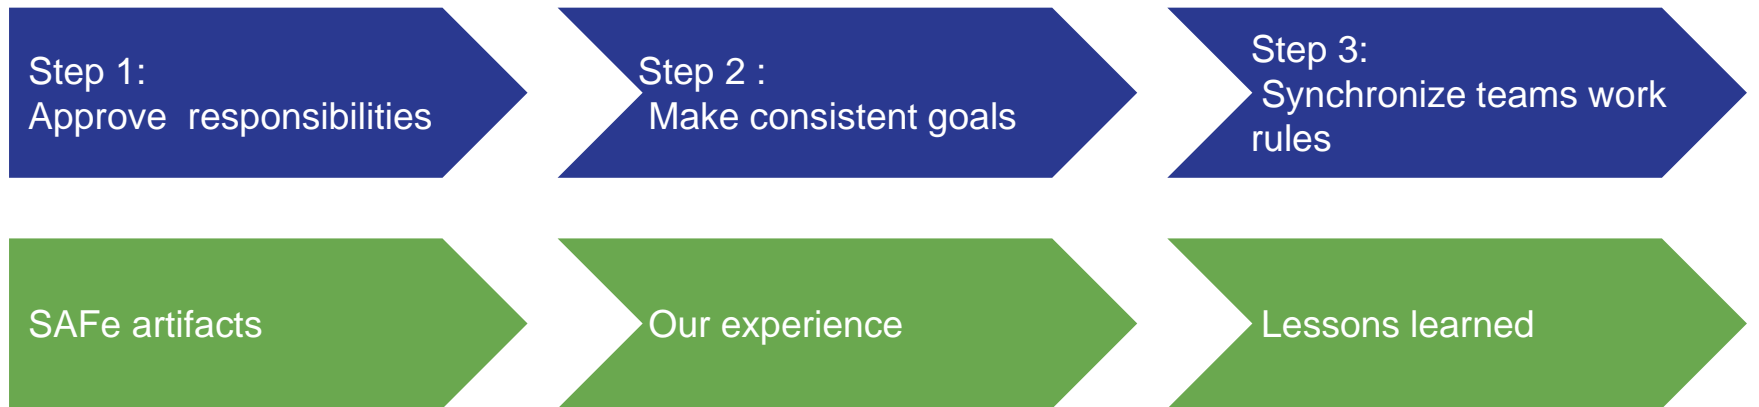 Step 1:
Approve  responsibilities
Step 2 :
Make consistent goals
Step 3:
Synchronize teams work
rules
SAFe artifacts
Our experience
Lessons learned